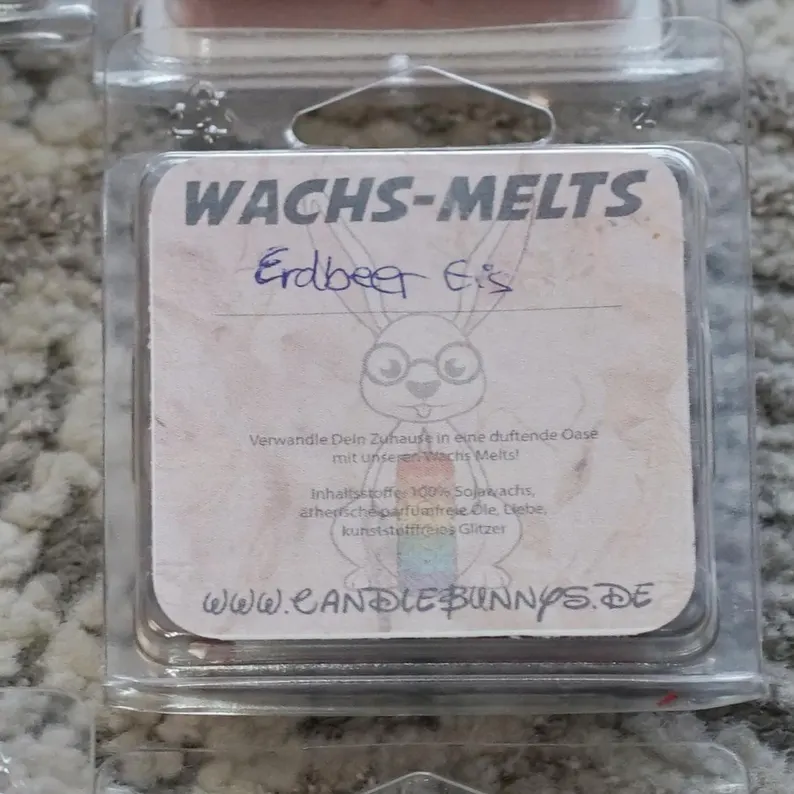 WACHS-MELTS
Erdbeer Eis
Verwandle Dein Zuhause in eine duftende Oase
mit unseren Wachs Melts!
Inhaltsstoffe: 100% Sojawachs,
ätherische parfümfreie Öle, Liebe,
kunststofffreies Glitzer
WWW.CANDLEBUNNYS.DE